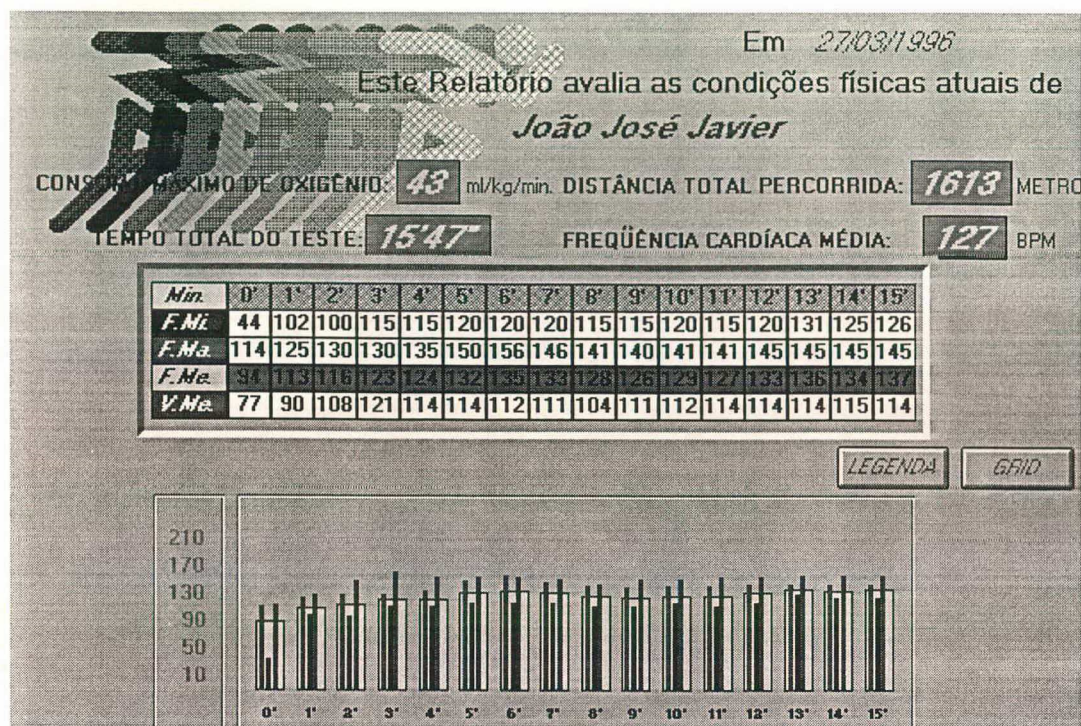 Em 27/03/1996
Este Relatório avalia as condições físicas atuais de
João José Javier
CONSUMO MÁXIMO DE OXIGÊNIO: 43 ml/kg/min. DISTÂNCIA TOTAL PERCORRIDA: 1613 METRO
TEMPO TOTAL DO TESTE: 15'47" FREQÜÊNCIA CARDÍACA MÉDIA: 127 BPM
Min. 0' 1' 2' 3' 4' 5' 6' 7' 8' 9' 10' 11' 12' 13' 14' 15'
F.Mi. 44 102 100 115 115 120 120 120 115 115 120 115 120 131 125 126
F.Ma. 114 125 130 130 135 150 156 146 141 140 141 141 145 145 145 145
F.Me. 94 113 116 123 124 132 135 133 128 126 129 127 133 136 134 137
V.Me. 77 90 108 121 114 114 112 111 104 111 112 114 114 114 115 114
LEGENDA GRID
210
170
130
90
50
10
0' 1' 2' 3' 4' 5' 6' 7' 8' 9' 10' 11' 12' 13' 14' 15'